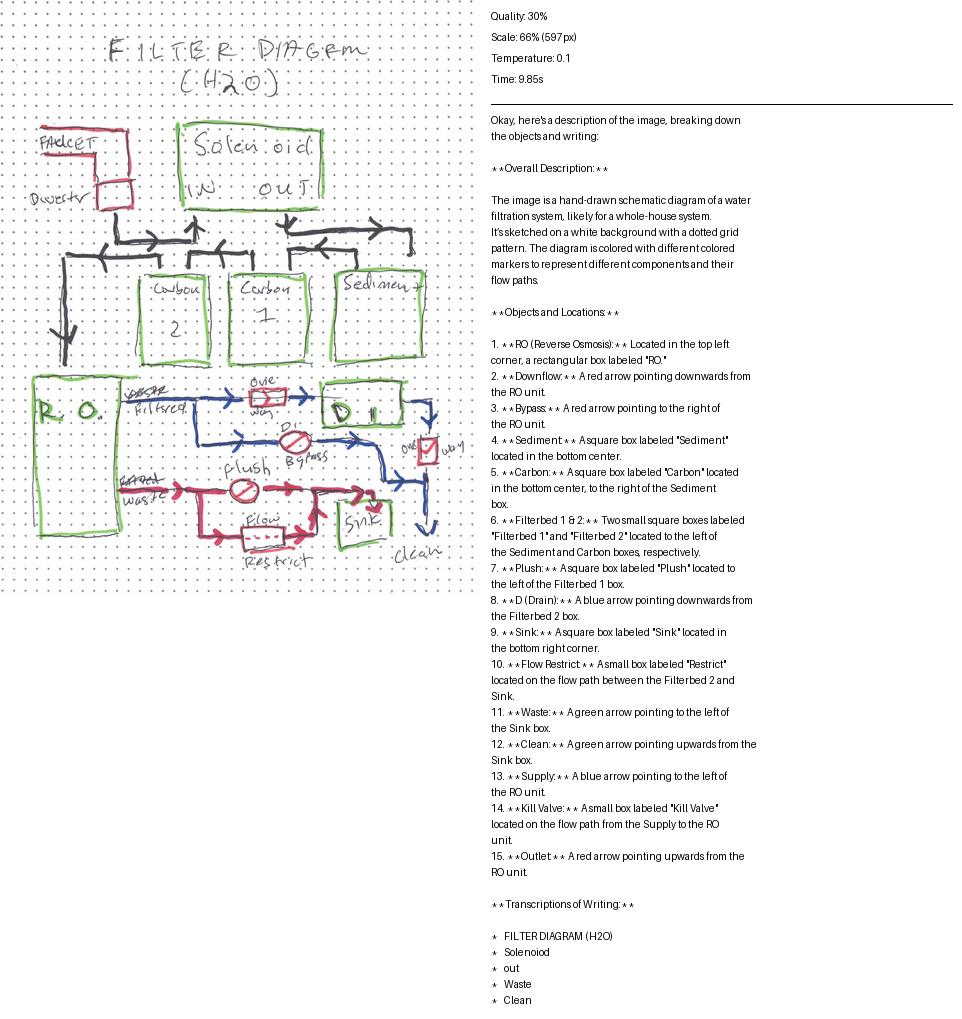 FILTER DIAGRM
(H2O)
FAUCET
Diverter
Solenoid
IN OUT
Carbon
2
Carbon
1
Sediment
R. O.
Filtered
one
way
D I
DI
Bypass
one way
waste
flush
Flow
Restrict
Sink
Clean
Quality: 30%
Scale: 66% (597px)
Temperature: 0.1
Time: 9.85s
Okay, here's a description of the image, breaking down
the objects and writing:
**Overall Description:**
The image is a hand-drawn schematic diagram of a water
filtration system, likely for a whole-house system.
It's sketched on a white background with a dotted grid
pattern. The diagram is colored with different colored
markers to represent different components and their
flow paths.
**Objects and Locations:**
1. **RO (Reverse Osmosis):** Located in the top left
corner, a rectangular box labeled "RO."
2. **Downflow:** A red arrow pointing downwards from
the RO unit.
3. **Bypass:** A red arrow pointing to the right of
the RO unit.
4. **Sediment:** A square box labeled "Sediment"
located in the bottom center.
5. **Carbon:** A square box labeled "Carbon" located
in the bottom center, to the right of the Sediment
box.
6. **Filterbed 1 & 2:** Two small square boxes labeled
"Filterbed 1" and "Filterbed 2" located to the left of
the Sediment and Carbon boxes, respectively.
7. **Plush:** A square box labeled "Plush" located to
the left of the Filterbed 1 box.
8. **D (Drain):** A blue arrow pointing downwards from
the Filterbed 2 box.
9. **Sink:** A square box labeled "Sink" located in
the bottom right corner.
10. **Flow Restrict:** A small box labeled "Restrict"
located on the flow path between the Filterbed 2 and
Sink.
11. **Waste:** A green arrow pointing to the left of
the Sink box.
12. **Clean:** A green arrow pointing upwards from the
Sink box.
13. **Supply:** A blue arrow pointing to the left of
the RO unit.
14. **Kill Valve:** A small box labeled "Kill Valve"
located on the flow path from the Supply to the RO
unit.
15. **Outlet:** A red arrow pointing upwards from the
RO unit.
**Transcriptions of Writing:**
* FILTER DIAGRAM (H2O)
* Solenoiod
* out
* Waste
* Clean